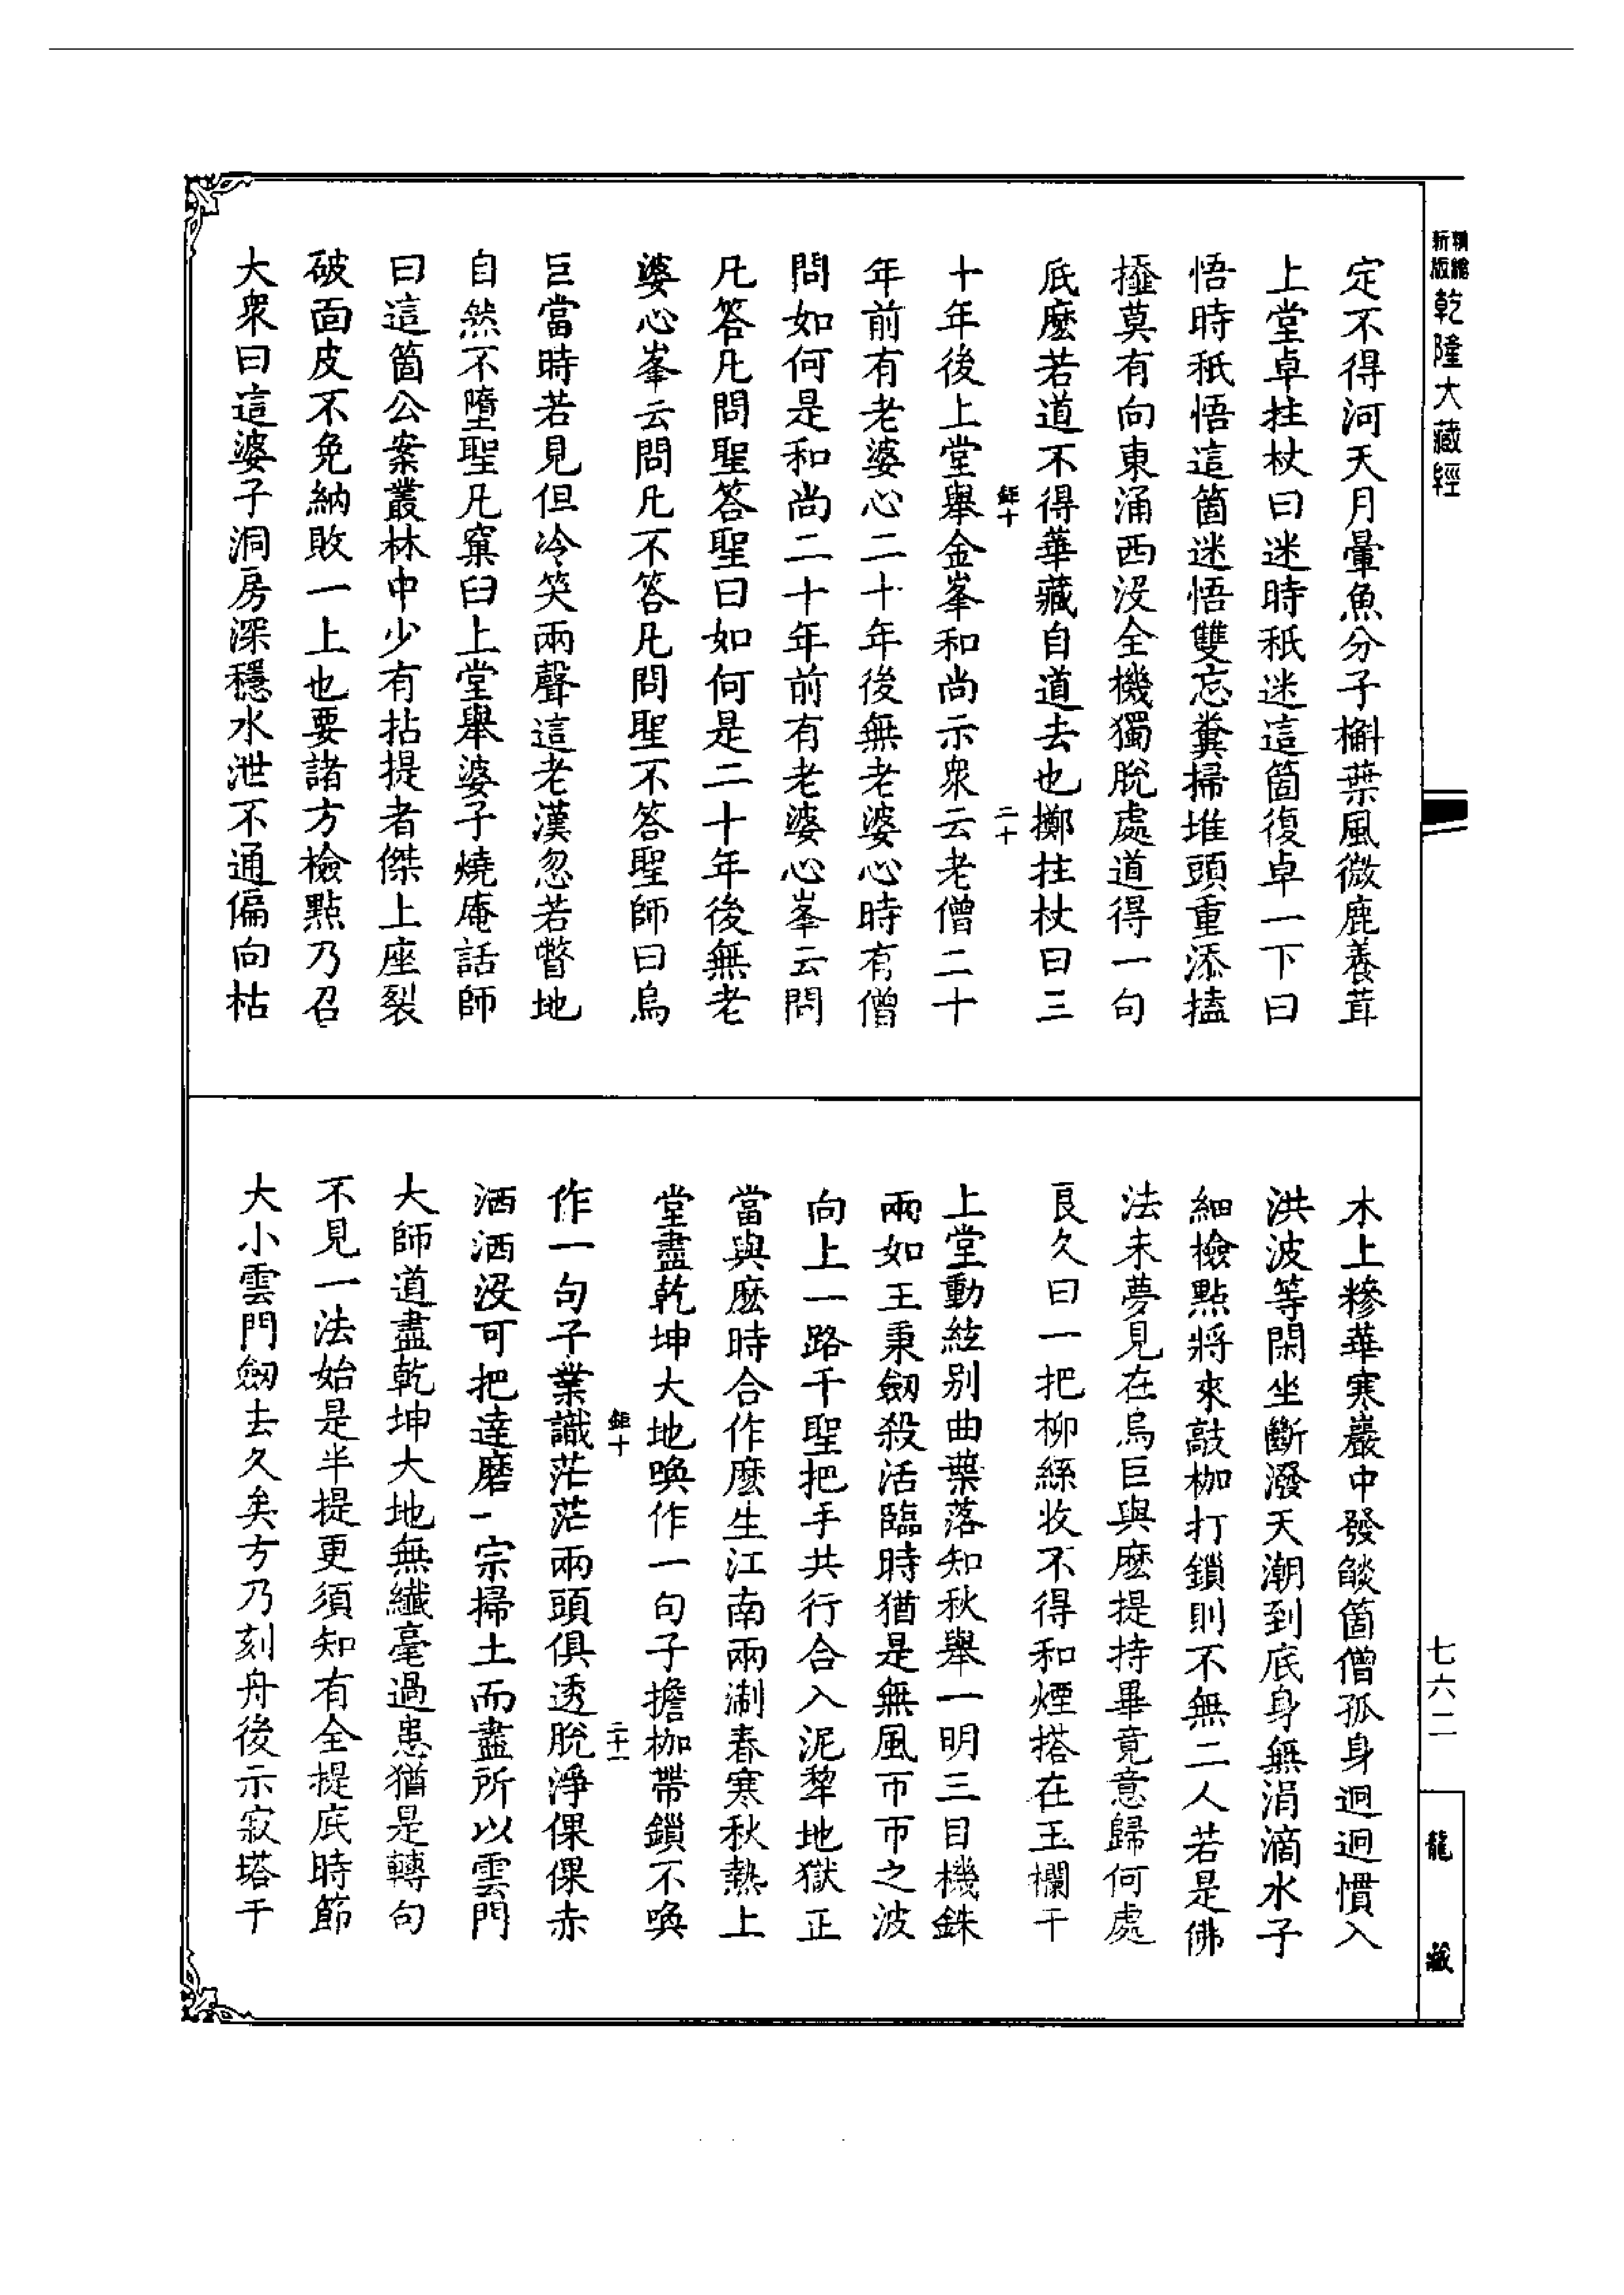 精縮新版乾隆大藏經
定不得河天月暈魚分子槲葉風微鹿養茸
上堂卓拄杖曰迷時秖迷這箇復卓一下曰
悟時秖悟這箇迷悟雙忘糞掃堆頭重添搕
𢶍莫有向東涌西沒全機獨脫處道得一句
底麼若道不得華藏自道去也擲拄杖曰三
鉅十 二十
十年後上堂舉金峯和尚示衆云老僧二十
年前有老婆心二十年後無老婆心時有僧
問如何是和尚二十年前有老婆心峯云問
凡答凡問聖答聖曰如何是二十年後無老
婆心峯云問凡不答凡問聖不答聖師曰烏
巨當時若見但冷笑兩聲這老漢忽若瞥地
自然不墮聖凡窠臼上堂舉婆子燒庵話師
曰這箇公案叢林中少有拈提者傑上座裂
破面皮不免納敗一上也要諸方檢點乃召
大衆曰這婆子洞房深穩水泄不通偏向枯
木上糝華寒巖中發燄箇僧孤身迥迥慣入
洪波等閑坐斷潑天潮到底身無涓滴水子
細檢點將來敲枷打鎖則不無二人若是佛
法未夢見在烏巨與麼提持畢竟意歸何處
良久曰一把柳絲收不得和煙搭在玉欄干
上堂動絃別曲葉落知秋舉一明三目機銖
兩如王秉劒殺活臨時猶是無風帀帀之波
向上一路千聖把手共行合入泥犂地獄正
當與麼時合作麼生江南兩淛春寒秋熱上
堂盡乾坤大地喚作一句子擔枷帶鎖不喚
鉅十 二十一
作一句子業識茫茫兩頭俱透脫淨倮倮赤
洒洒沒可把達磨一宗掃土而盡所以雲門
大師道盡乾坤大地無纖毫過患猶是轉句
不見一法始是半提更須知有全提底時節
大小雲門劒去久矣方乃刻舟後示寂塔于
七六二
龍藏